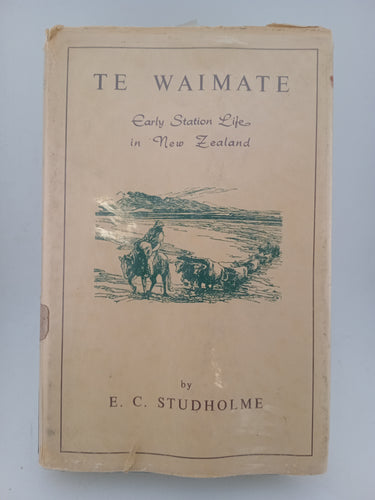 TE WAIMATE
Early Station Life
in New Zealand
by
E. C. STUDHOLME